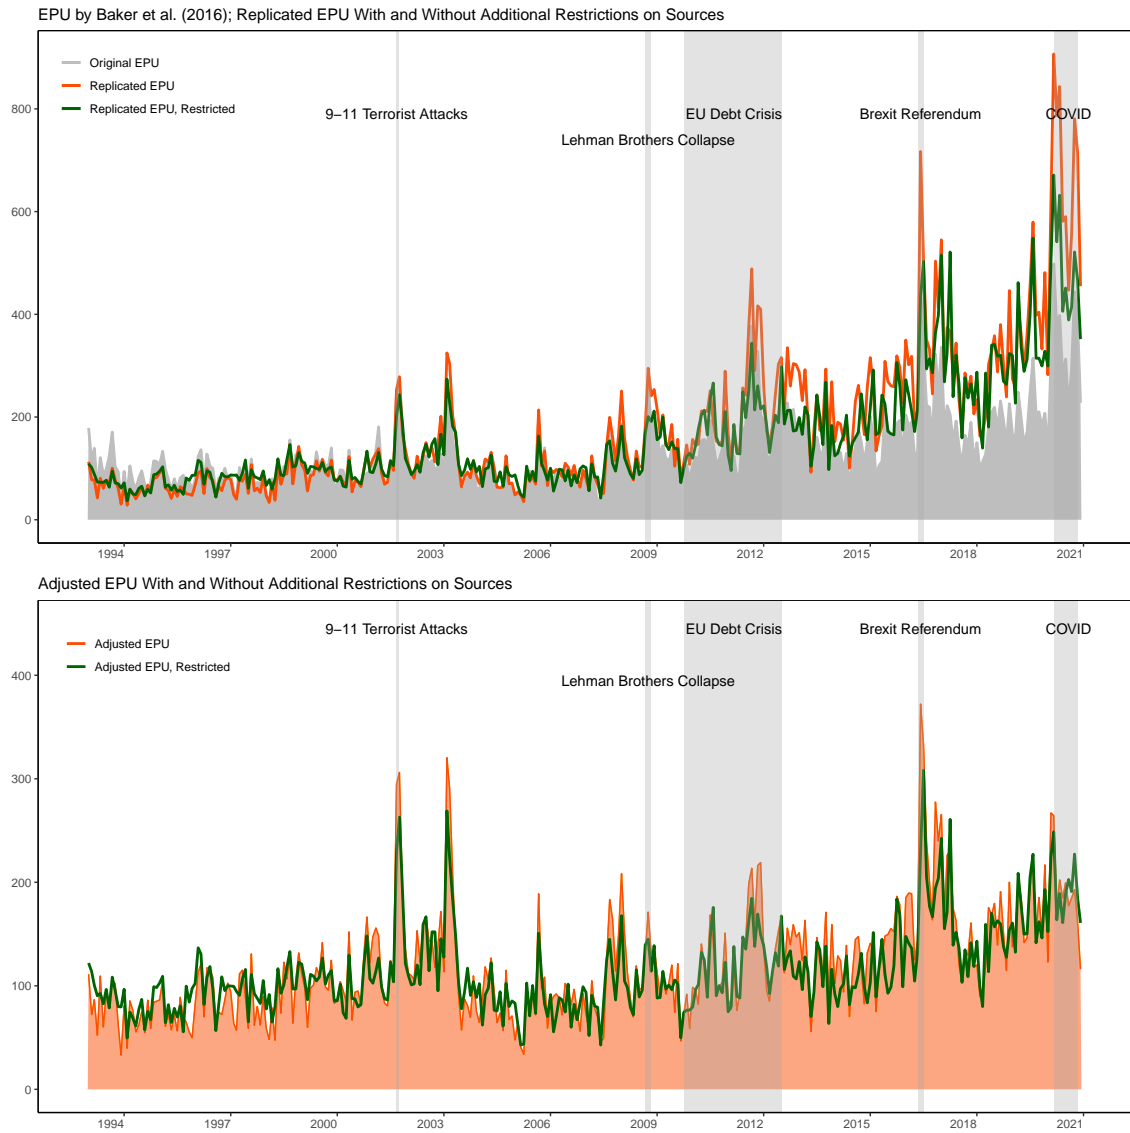 EPU by Baker et al. (2016); Replicated EPU With and Without Additional Restrictions on Sources
Original EPU
Replicated EPU
Replicated EPU, Restricted
9−11 Terrorist Attacks
EU Debt Crisis
Brexit Referendum
COVID
Lehman Brothers Collapse
800
600
400
200
0
1994 1997 2000 2003 2006 2009 2012 2015 2018 2021
Adjusted EPU With and Without Additional Restrictions on Sources
9−11 Terrorist Attacks
EU Debt Crisis
Brexit Referendum
COVID
Adjusted EPU
Adjusted EPU, Restricted
Lehman Brothers Collapse
400
300
200
100
0
1994 1997 2000 2003 2006 2009 2012 2015 2018 2021